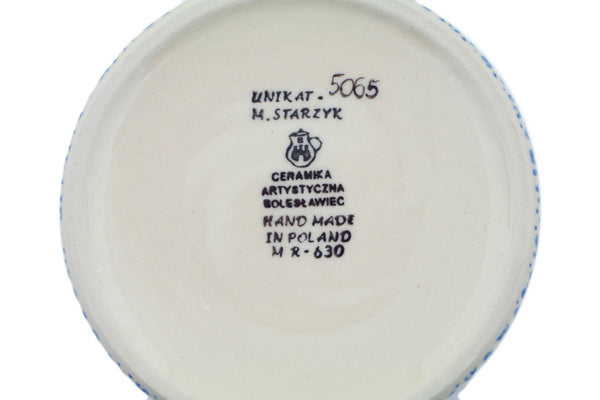 UNIKAT - 5065
M. STARZYK
B
CERAMIKA
ARTYSTYCZNA
BOLESŁAWIEC
HAND MADE
IN POLAND
M R - 630